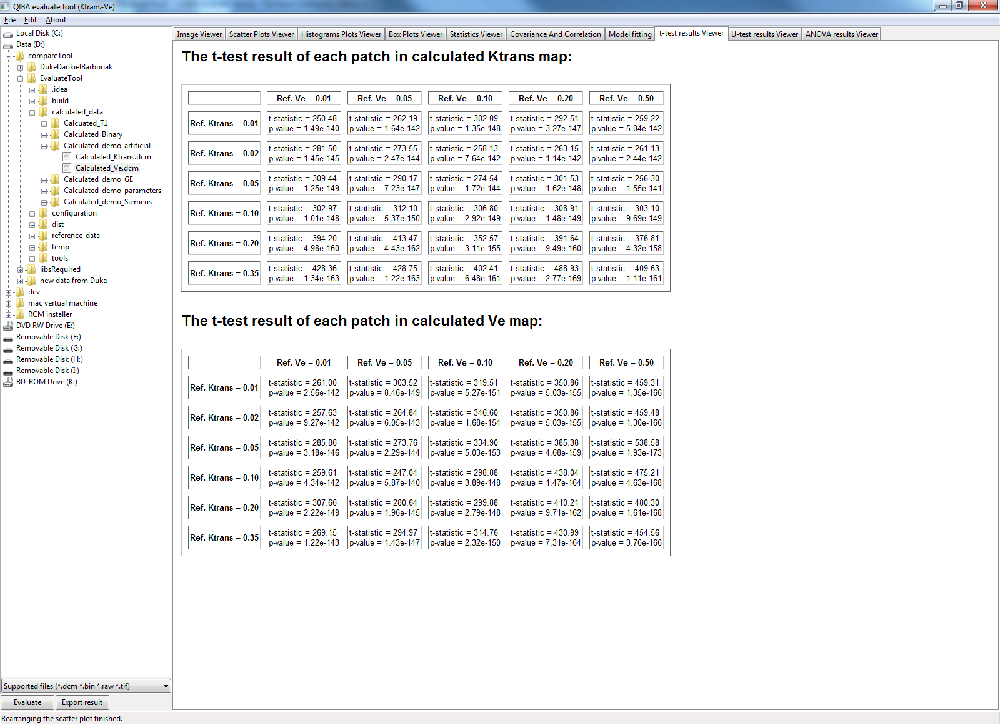 QIBA evaluate tool (Ktrans-Ve)
File Edit About
Local Disk (C:)
Data (D:)
compareTool
DukeDankielBarboriak
EvaluateTool
.idea
build
calculated_data
Calcuated_T1
Calculated_Binary
Calculated_demo_artificial
Calculated_Ktrans.dcm
Calculated_Ve.dcm
Calculated_demo_GE
Calculated_demo_parameters
Calculated_demo_Siemens
configuration
dist
reference_data
temp
tools
libsRequired
new data from Duke
dev
mac vertual machine
RCM installer
DVD RW Drive (E:)
Removable Disk (F:)
Removable Disk (G:)
Removable Disk (H:)
Removable Disk (I:)
BD-ROM Drive (K:)
Supported files (*.dcm *.bin *.raw *.tif)
Evaluate Export result
Image Viewer Scatter Plots Viewer Histograms Plots Viewer Box Plots Viewer Statistics Viewer Covariance And Correlation Model fitting t-test results Viewer U-test results Viewer ANOVA results Viewer
The t-test result of each patch in calculated Ktrans map:
Ref. Ve = 0.01 Ref. Ve = 0.05 Ref. Ve = 0.10 Ref. Ve = 0.20 Ref. Ve = 0.50
Ref. Ktrans = 0.01
t-statistic = 250.48 t-statistic = 262.19 t-statistic = 302.09 t-statistic = 292.51 t-statistic = 259.22
p-value = 1.49e-140 p-value = 1.64e-142 p-value = 1.35e-148 p-value = 3.27e-147 p-value = 5.04e-142
Ref. Ktrans = 0.02
t-statistic = 281.50 t-statistic = 273.55 t-statistic = 258.13 t-statistic = 263.15 t-statistic = 261.13
p-value = 1.45e-145 p-value = 2.47e-144 p-value = 7.64e-142 p-value = 1.14e-142 p-value = 2.44e-142
Ref. Ktrans = 0.05
t-statistic = 309.44 t-statistic = 290.17 t-statistic = 274.54 t-statistic = 301.53 t-statistic = 256.30
p-value = 1.25e-149 p-value = 7.23e-147 p-value = 1.72e-144 p-value = 1.62e-148 p-value = 1.55e-141
Ref. Ktrans = 0.10
t-statistic = 302.97 t-statistic = 312.10 t-statistic = 306.80 t-statistic = 308.91 t-statistic = 303.10
p-value = 1.01e-148 p-value = 5.37e-150 p-value = 2.92e-149 p-value = 1.48e-149 p-value = 9.69e-149
Ref. Ktrans = 0.20
t-statistic = 394.20 t-statistic = 413.47 t-statistic = 352.57 t-statistic = 391.64 t-statistic = 376.81
p-value = 4.98e-160 p-value = 4.43e-162 p-value = 3.11e-155 p-value = 9.49e-160 p-value = 4.32e-158
Ref. Ktrans = 0.35
t-statistic = 428.36 t-statistic = 428.75 t-statistic = 402.41 t-statistic = 488.93 t-statistic = 409.63
p-value = 1.34e-163 p-value = 1.22e-163 p-value = 6.48e-161 p-value = 2.77e-169 p-value = 1.11e-161
The t-test result of each patch in calculated Ve map:
Ref. Ve = 0.01 Ref. Ve = 0.05 Ref. Ve = 0.10 Ref. Ve = 0.20 Ref. Ve = 0.50
Ref. Ktrans = 0.01
t-statistic = 261.00 t-statistic = 303.52 t-statistic = 319.51 t-statistic = 350.86 t-statistic = 459.31
p-value = 2.56e-142 p-value = 8.46e-149 p-value = 5.27e-151 p-value = 5.03e-155 p-value = 1.35e-166
Ref. Ktrans = 0.02
t-statistic = 257.63 t-statistic = 264.84 t-statistic = 346.60 t-statistic = 350.86 t-statistic = 459.48
p-value = 9.27e-142 p-value = 6.05e-143 p-value = 1.68e-154 p-value = 5.03e-155 p-value = 1.30e-166
Ref. Ktrans = 0.05
t-statistic = 285.86 t-statistic = 273.76 t-statistic = 334.90 t-statistic = 385.38 t-statistic = 538.58
p-value = 3.18e-146 p-value = 2.29e-144 p-value = 5.03e-153 p-value = 4.68e-159 p-value = 1.93e-173
Ref. Ktrans = 0.10
t-statistic = 259.61 t-statistic = 247.04 t-statistic = 298.88 t-statistic = 438.04 t-statistic = 475.21
p-value = 4.34e-142 p-value = 5.87e-140 p-value = 3.89e-148 p-value = 1.47e-164 p-value = 4.63e-168
Ref. Ktrans = 0.20
t-statistic = 307.66 t-statistic = 280.64 t-statistic = 299.88 t-statistic = 410.21 t-statistic = 480.30
p-value = 2.22e-149 p-value = 1.96e-145 p-value = 2.79e-148 p-value = 9.71e-162 p-value = 1.61e-168
Ref. Ktrans = 0.35
t-statistic = 269.15 t-statistic = 294.97 t-statistic = 314.76 t-statistic = 430.99 t-statistic = 454.56
p-value = 1.22e-143 p-value = 1.43e-147 p-value = 2.32e-150 p-value = 7.31e-164 p-value = 3.76e-166
Rearranging the scatter plot finished.